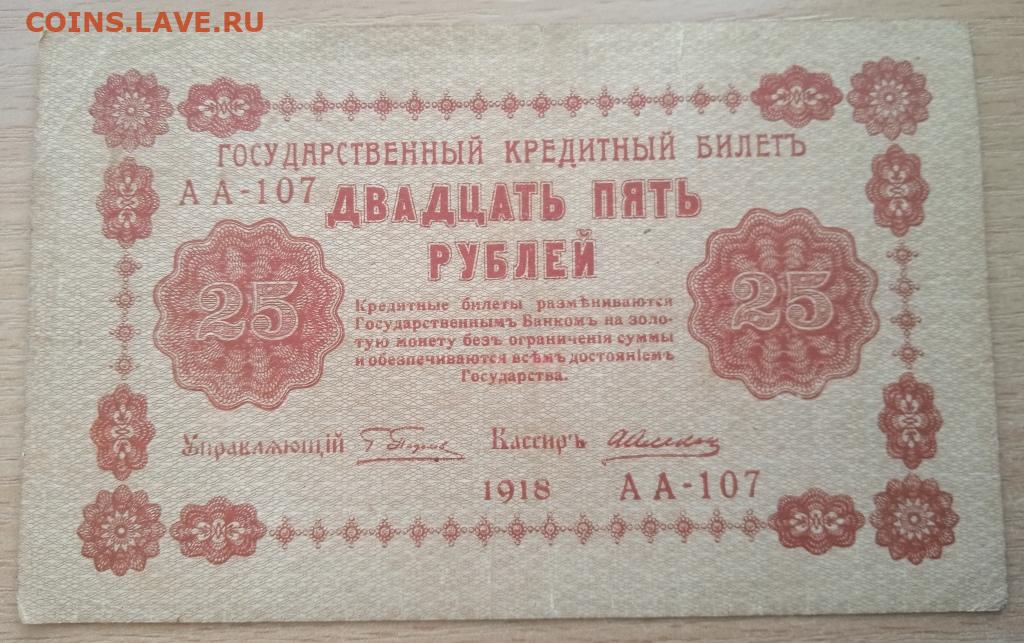 COINS.LAVE.RU
ГОСУДАРСТВЕННЫЙ КРЕДИТНЫЙ БИЛЕТЪ
АА-107
ДВАДЦАТЬ ПЯТЬ
РУБЛЕЙ
25
25
Кредитные билеты размѣниваются
Государственнымъ Банкомъ на золо-
тую монету безъ ограниченія суммы
и обезпечиваются всѣмъ достояніемъ
Государства.
Управляющій
Кассиръ
1918 АА-107